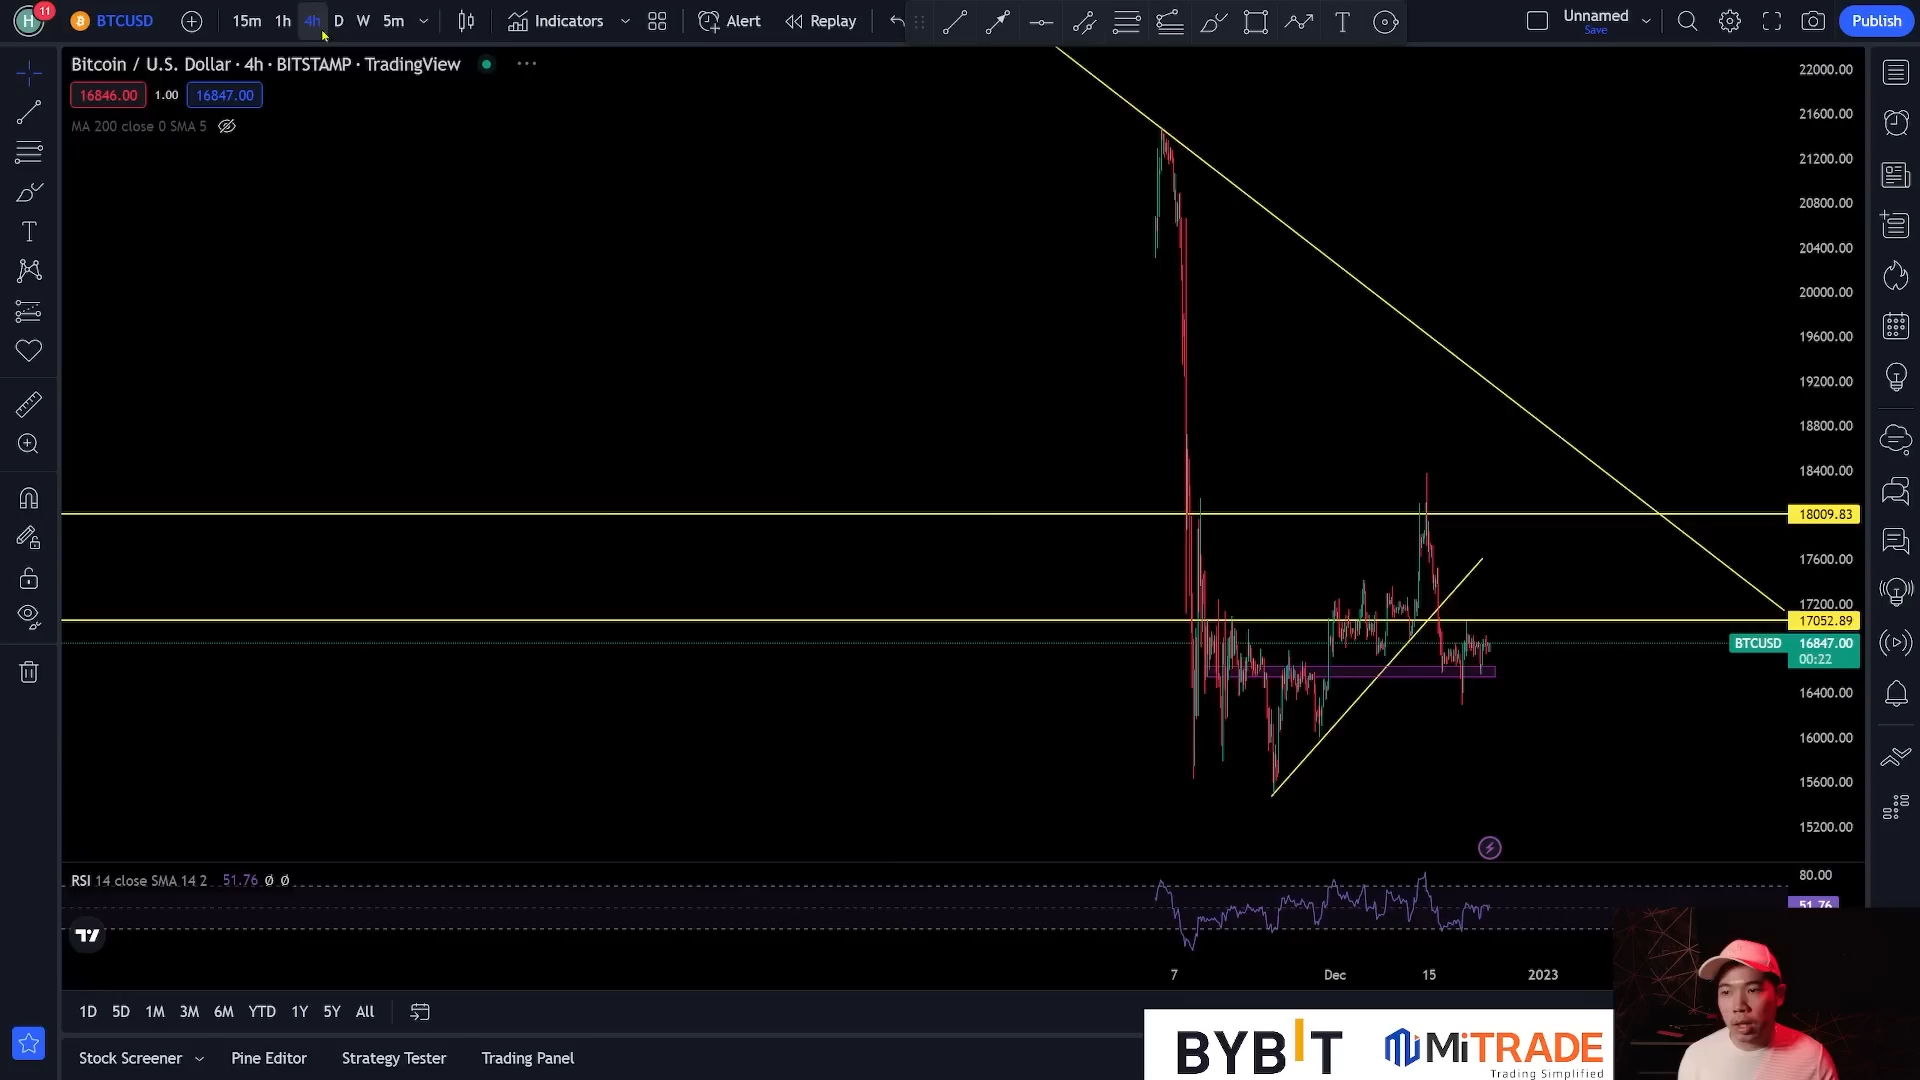 H 11 BTCUSD 15m 1h 4h D W 5m Indicators Alert Replay T Unnamed Save Publish
Bitcoin / U.S. Dollar · 4h · BITSTAMP · TradingView
16846.00 1.00 16847.00
MA 200 close 0 SMA 5
22000.00
21600.00
21200.00
20800.00
20400.00
20000.00
19600.00
19200.00
18800.00
18400.00
18009.83
17600.00
17200.00
17052.89
BTCUSD 16847.00
00:22
16400.00
16000.00
15600.00
15200.00
RSI 14 close SMA 14 2 51.76 Ø Ø
80.00
51.76
7 Dec 15 2023
1D 5D 1M 3M 6M YTD 1Y 5Y All
Stock Screener Pine Editor Strategy Tester Trading Panel
BYBIT MiTRADE
Trading Simplified